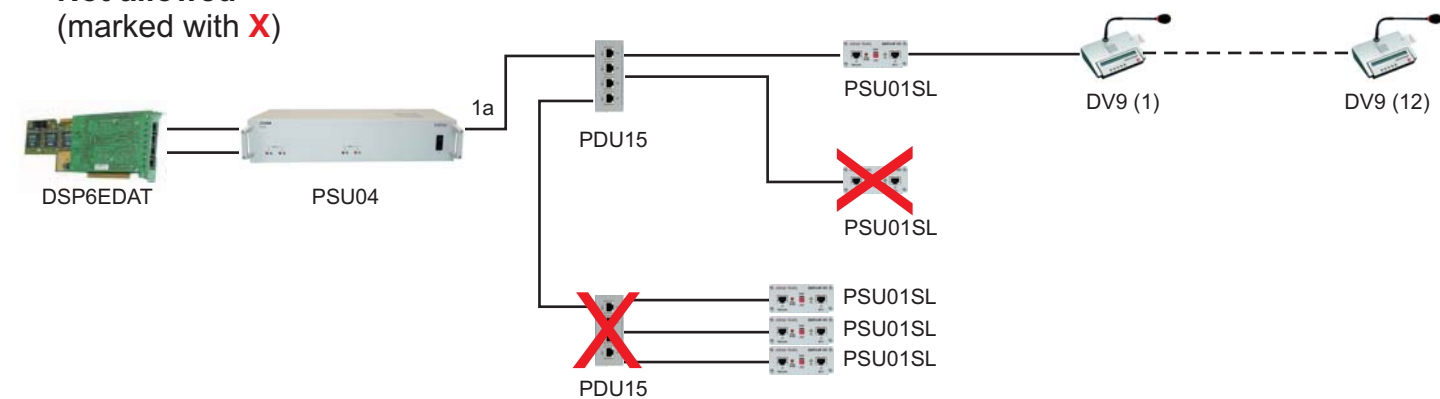 (marked with X)
1a
PSU01SL
DV9 (1)
DV9 (12)
PDU15
DSP6EDAT
PSU04
PSU01SL
PSU01SL
PSU01SL
PSU01SL
PDU15